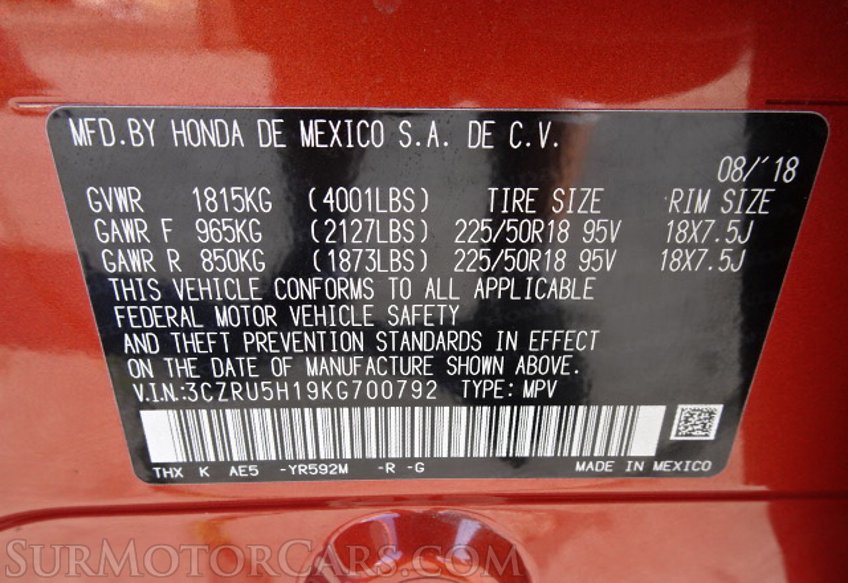 MFD.BY HONDA DE MEXICO S.A. DE C.V.
08/'18
GVWR 1815KG (4001LBS) TIRE SIZE RIM SIZE
GAWR F 965KG (2127LBS) 225/50R18 95V 18X7.5J
GAWR R 850KG (1873LBS) 225/50R18 95V 18X7.5J
THIS VEHICLE CONFORMS TO ALL APPLICABLE
FEDERAL MOTOR VEHICLE SAFETY
AND THEFT PREVENTION STANDARDS IN EFFECT
ON THE DATE OF MANUFACTURE SHOWN ABOVE.
V.I.N.:3CZRU5H19KG700792 TYPE: MPV
THX K AE5 -YR592M -R -G MADE IN MEXICO
SURMOTORCARS.COM